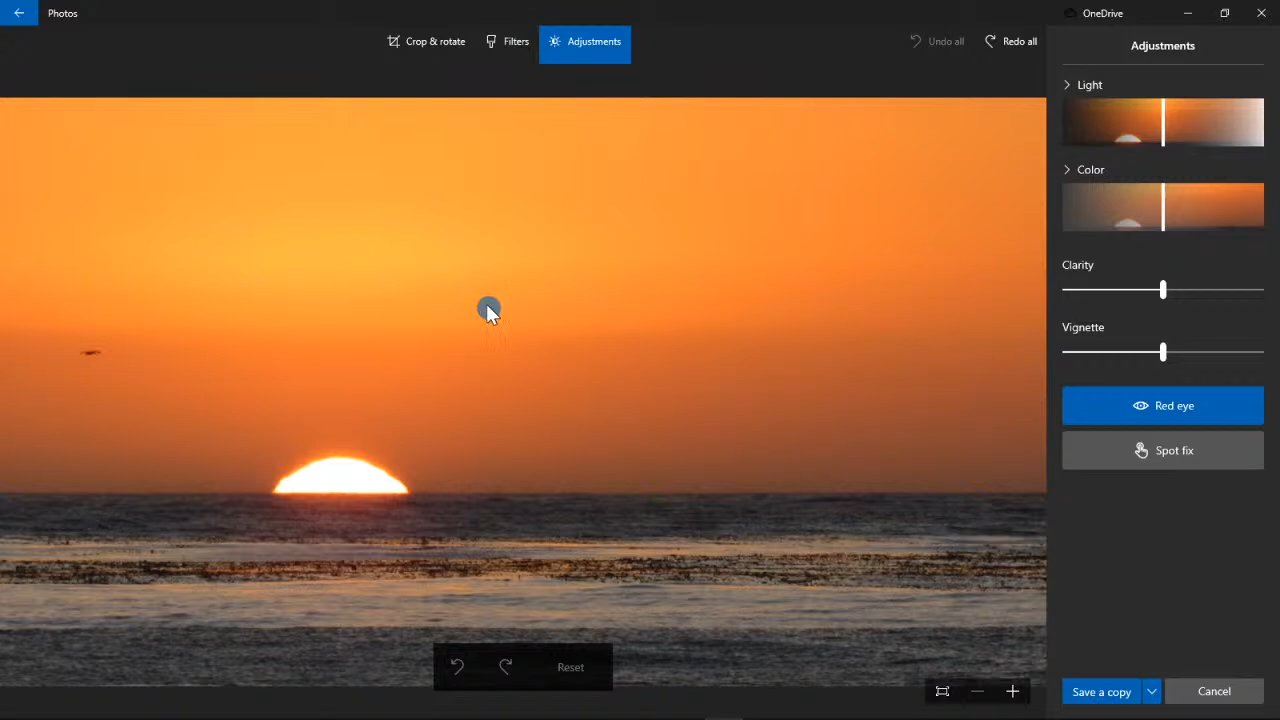 Photos
OneDrive
Crop & rotate
Filters
Adjustments
Undo all
Redo all
Adjustments
Light
Color
Clarity
Vignette
Red eye
Spot fix
Reset
Save a copy
Cancel